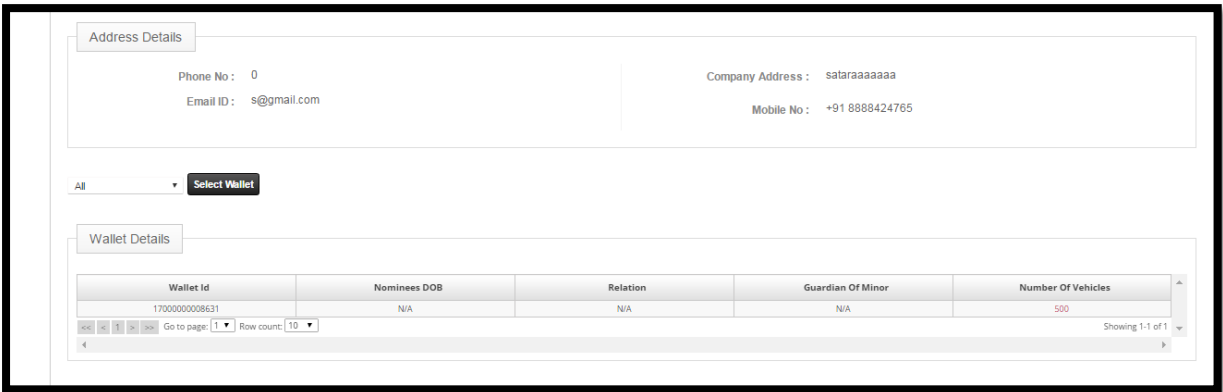 Address Details
Phone No : 0
Company Address : sataraaaaaaa
Email ID : s@gmail.com
Mobile No : +91 8888424765
All Select Wallet
Wallet Details
Wallet Id Nominees DOB Relation Guardian Of Minor Number Of Vehicles
17000000008631 N/A N/A N/A 500
<< < 1 > >> Go to page: 1 Row count: 10 Showing 1-1 of 1